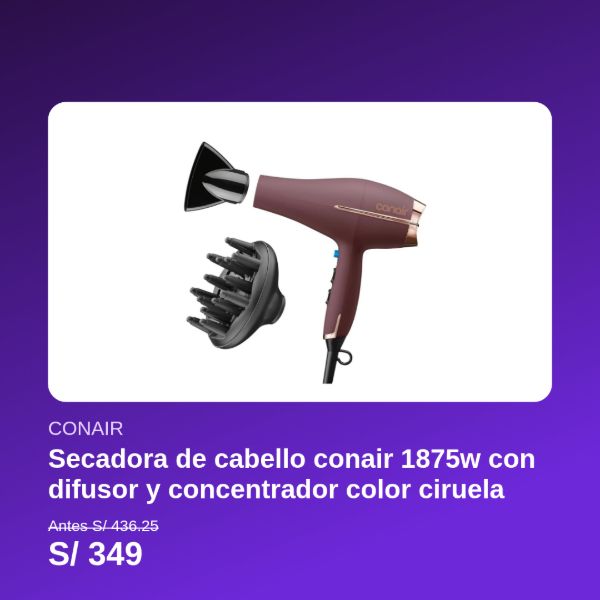 conair
CONAIR
Secadora de cabello conair 1875w con
difusor y concentrador color ciruela
Antes S/ 436.25
S/ 349